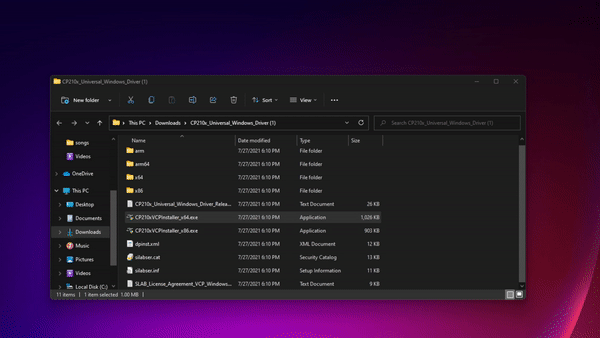 CP210x_Universal_Windows_Driver (1)
New folder
Sort
View
This PC > Downloads > CP210x_Universal_Windows_Driver (1)
Search CP210x_Universal_Windows_Driver (1)
Name Date modified Type Size
songs
Videos
OneDrive
This PC
Desktop
Documents
Downloads
Music
Pictures
Videos
Local Disk (C:)
arm 7/27/2021 6:10 PM File folder
arm64 7/27/2021 6:10 PM File folder
x64 7/27/2021 6:10 PM File folder
x86 7/27/2021 6:10 PM File folder
CP210x_Universal_Windows_Driver_Relea... 7/27/2021 6:10 PM Text Document 26 KB
CP210xVCPInstaller_x64.exe 7/27/2021 6:10 PM Application 1,026 KB
CP210xVCPInstaller_x86.exe 7/27/2021 6:10 PM Application 903 KB
dpinst.xml 7/27/2021 6:10 PM XML Document 12 KB
silabser.cat 7/27/2021 6:10 PM Security Catalog 13 KB
silabser.inf 7/27/2021 6:10 PM Setup Information 11 KB
SLAB_License_Agreement_VCP_Windows... 7/27/2021 6:10 PM Text Document 9 KB
11 items 1 item selected 1.00 MB